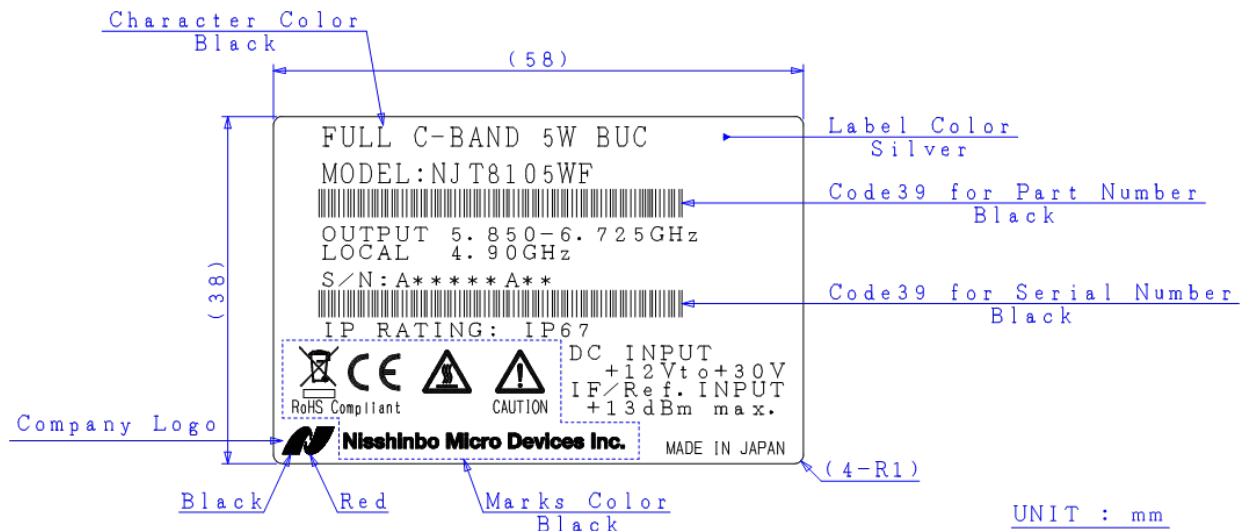 Character Color
Black
(58)
FULL C-BAND 5W BUC
Label Color
Silver
MODEL:NJT8105WF
Code39 for Part Number
Black
OUTPUT 5.850-6.725GHz
LOCAL 4.90GHz
(38)
S/N:A*****A**
Code39 for Serial Number
Black
IP RATING: IP67
DC INPUT
+12Vto+30V
IF/Ref. INPUT
+13dBm max.
CE
RoHS Compliant
CAUTION
Company Logo
Nisshinbo Micro Devices Inc.
MADE IN JAPAN
(4-R1)
Black
Red
Marks Color
Black
UNIT : mm